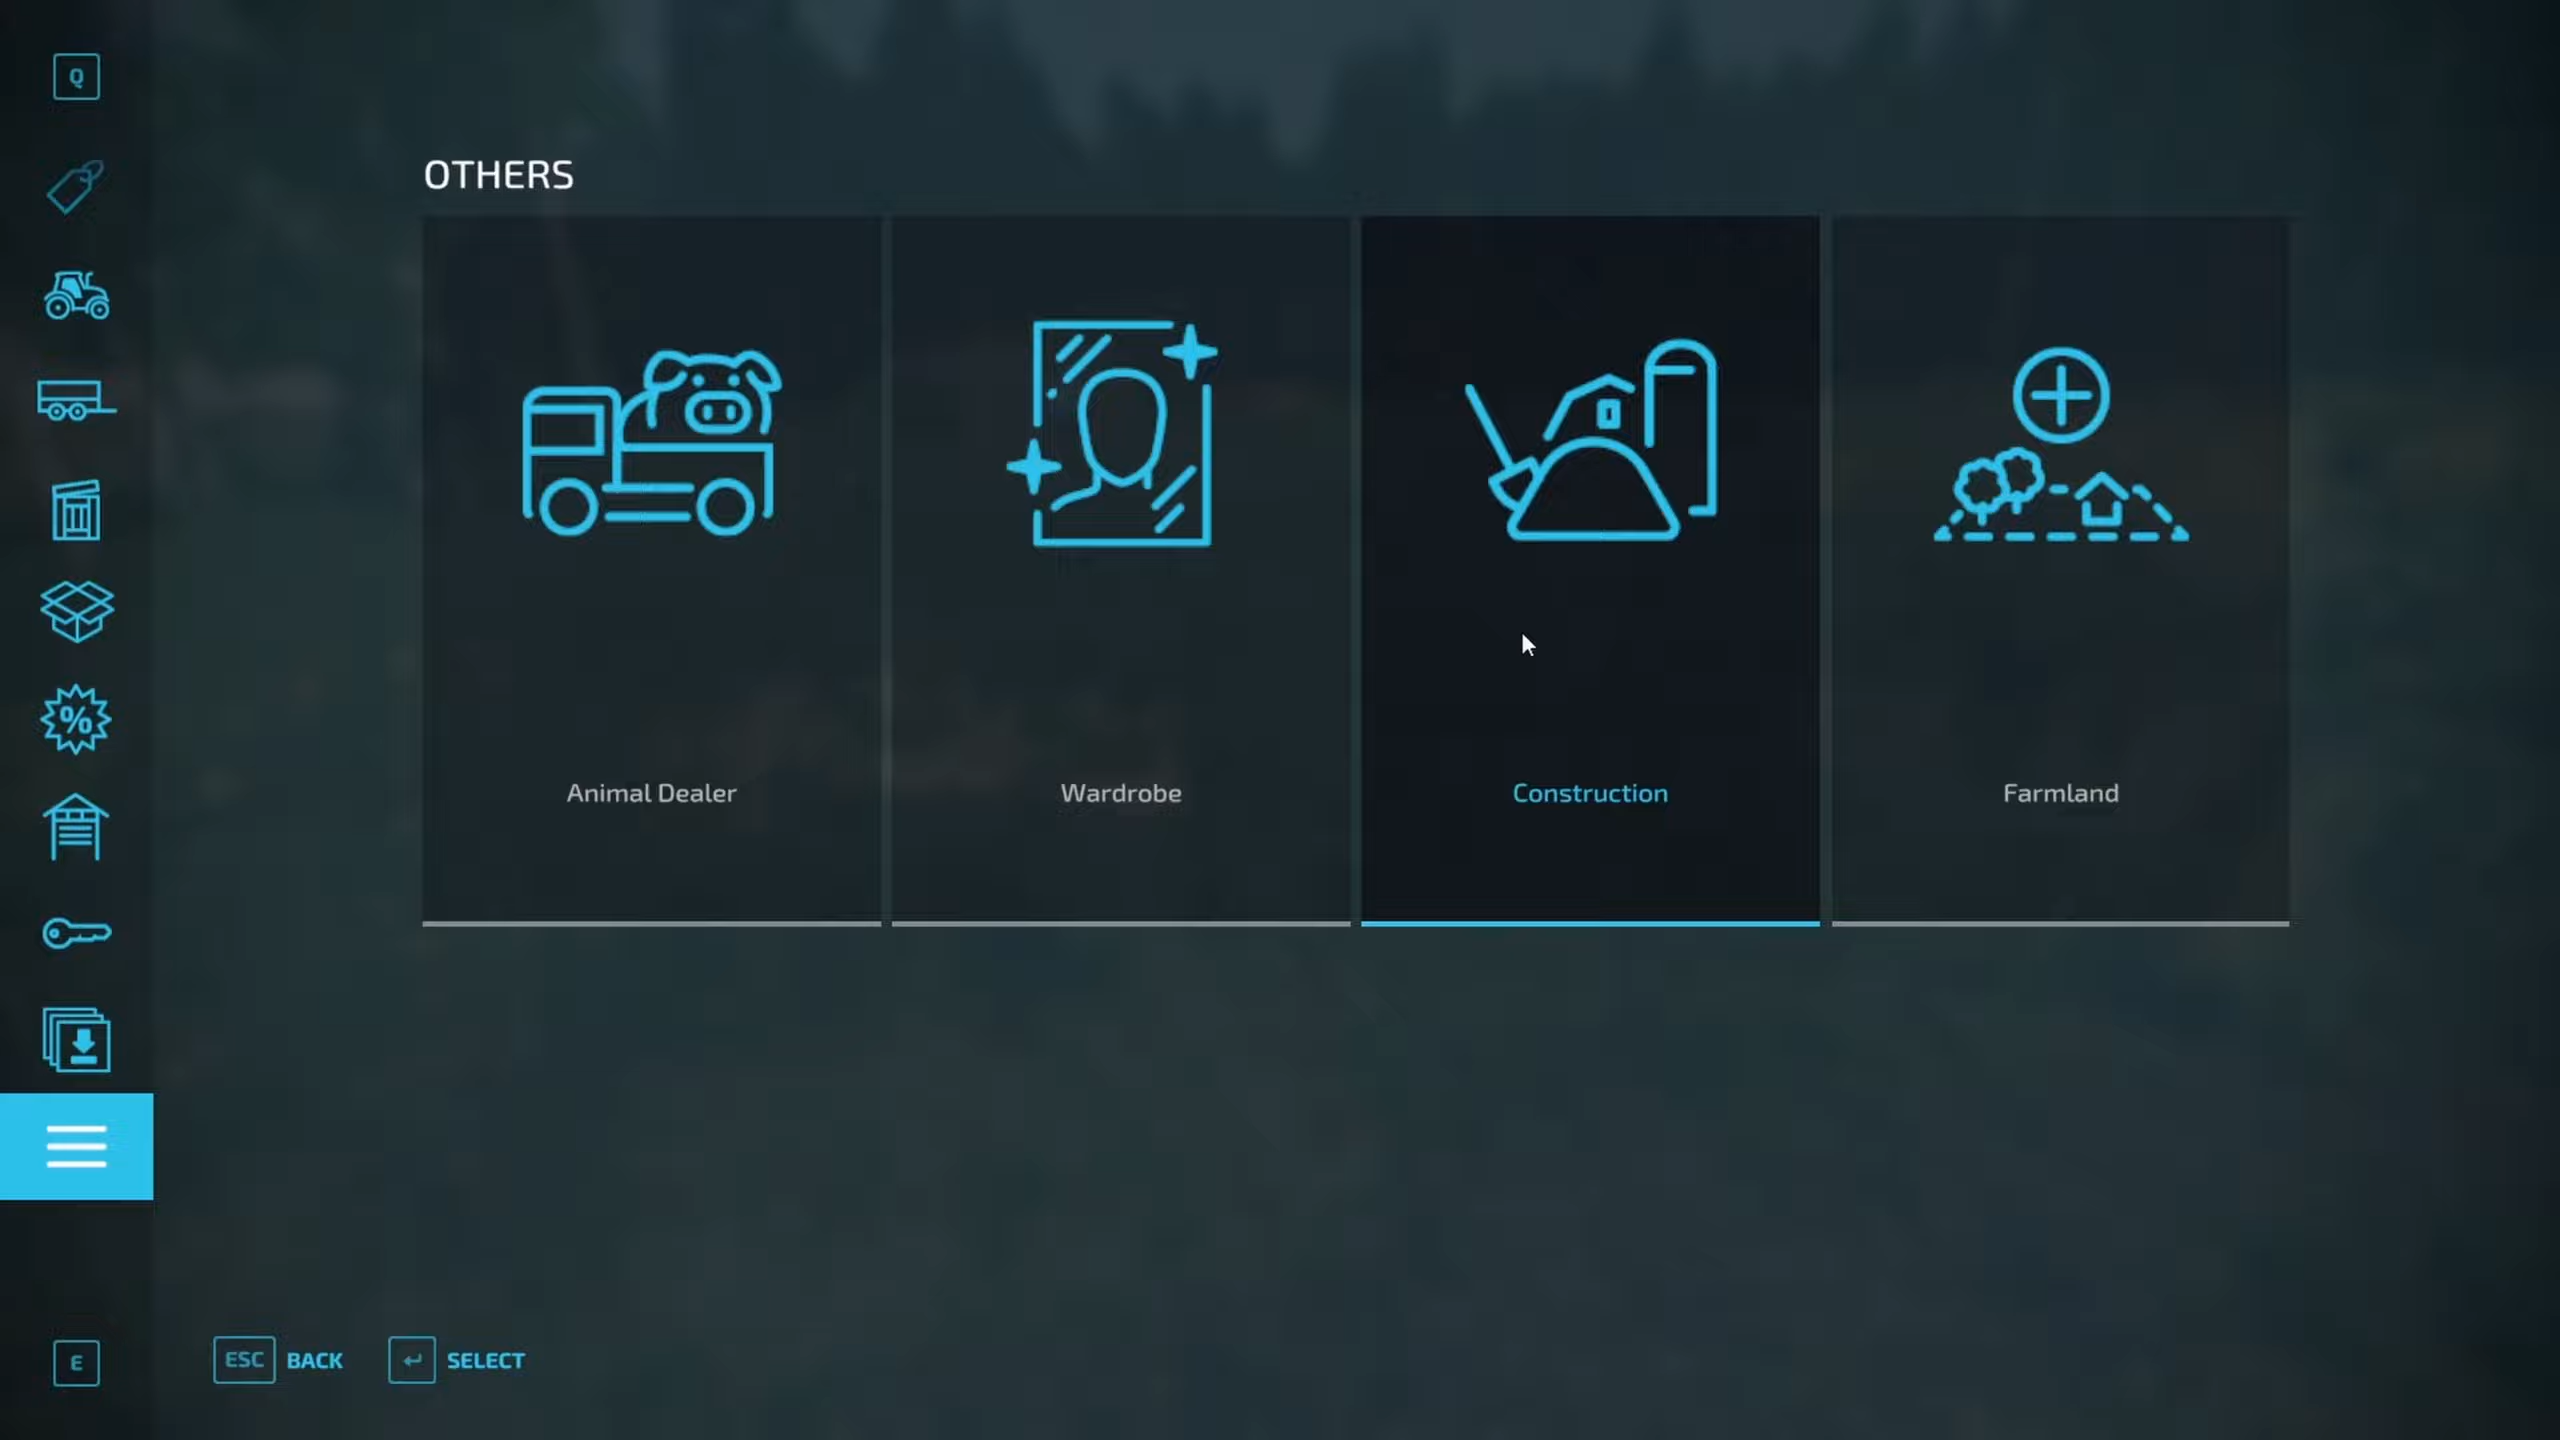 Q
OTHERS
%
Animal Dealer
Wardrobe
Construction
Farmland
E
ESC BACK
SELECT